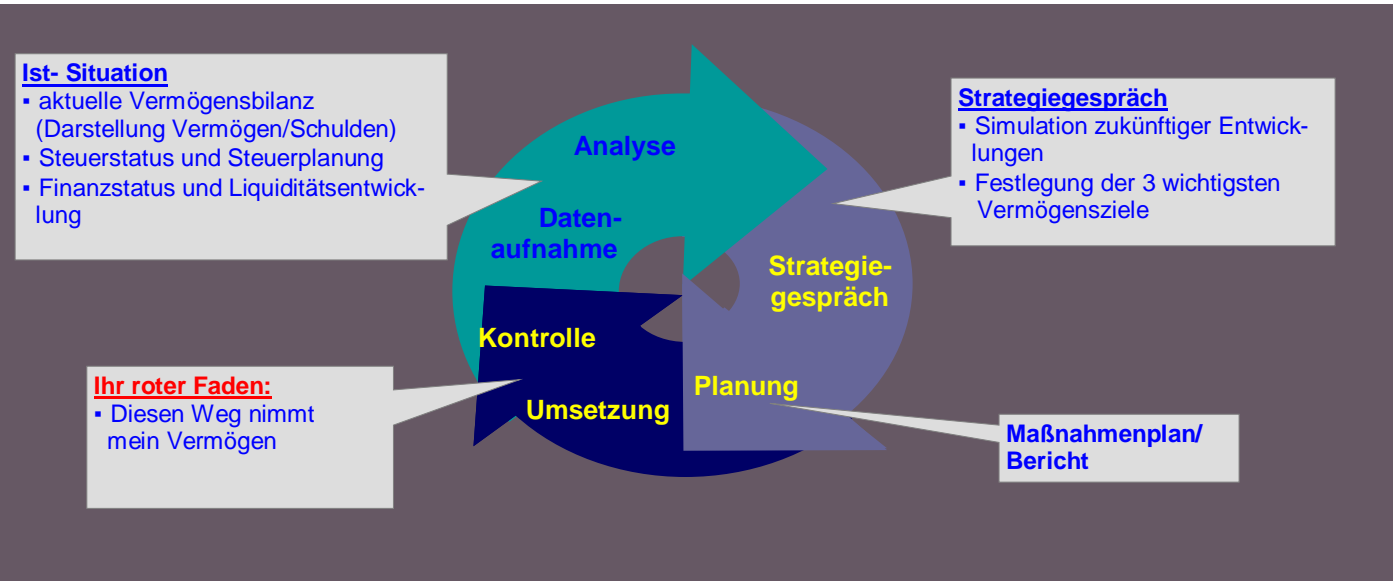 Ist- Situation
▪ aktuelle Vermögensbilanz
(Darstellung Vermögen/Schulden)
▪ Steuerstatus und Steuerplanung
▪ Finanzstatus und Liquiditätsentwick-
lung
Analyse
Daten-
aufnahme
Strategiegespräch
▪ Simulation zukünftiger Entwick-
lungen
▪ Festlegung der 3 wichtigsten
Vermögensziele
Strategie-
gespräch
Planung
Maßnahmenplan/
Bericht
Umsetzung
Kontrolle
Ihr roter Faden:
▪ Diesen Weg nimmt
mein Vermögen